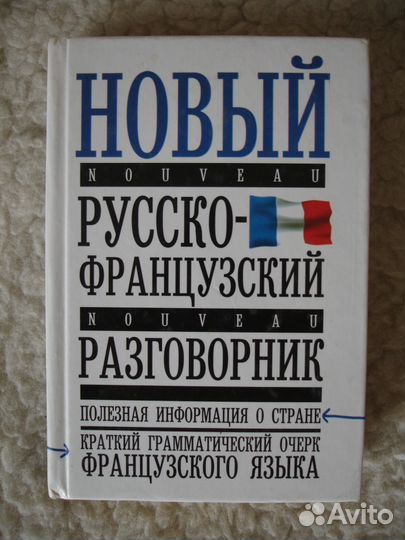 НОВЫЙ
NOUVEAU
РУССКО-
ФРАНЦУЗСКИЙ
NOUVEAU
РАЗГОВОРНИК
ПОЛЕЗНАЯ ИНФОРМАЦИЯ О СТРАНЕ
КРАТКИЙ ГРАММАТИЧЕСКИЙ ОЧЕРК
ФРАНЦУЗСКОГО ЯЗЫКА
Avito